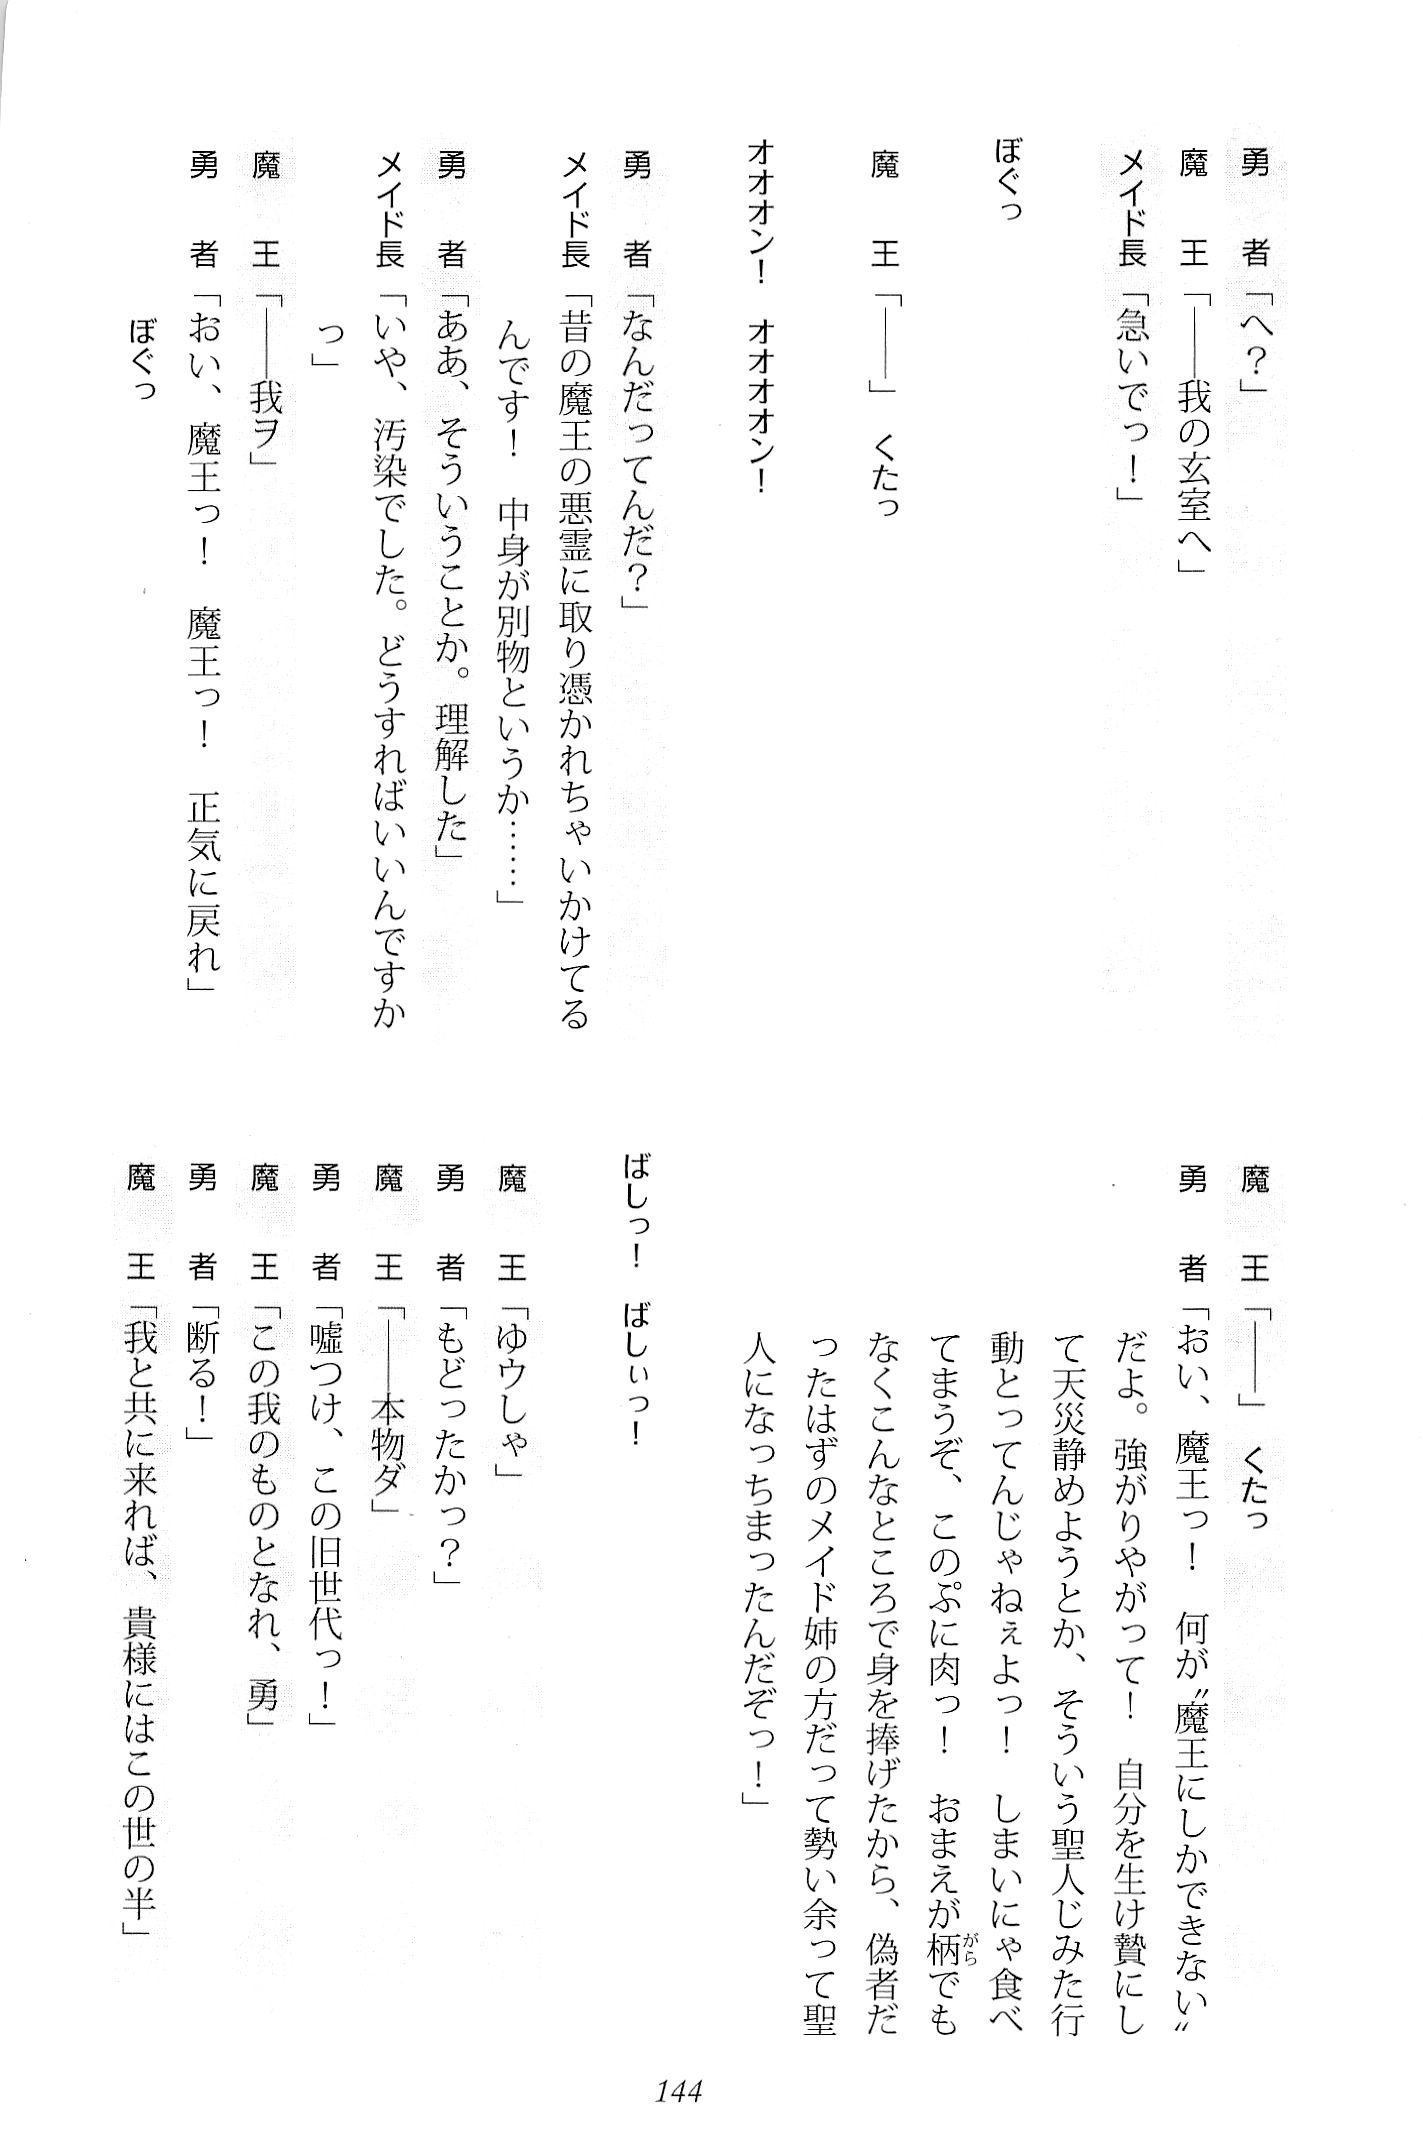 勇者「へ？」
魔王「――我の玄室へ」
メイド長「急いでっ！」
ぼぐっ
魔王「――」　くたっ
オオオン！　オオオオン！
勇者「なんだってんだ？」
メイド長「昔の魔王の悪霊に取り憑かれちゃいかけてる
んです！　中身が別物というか……」
勇者「ああ、そういうことか。理解した」
メイド長「いや、汚染でした。どうすればいいんですか
っ」
魔王「――我ヲ」
勇者「おい、魔王っ！　魔王っ！　正気に戻れ」
ぼぐっ
魔王「――」　くたっ
勇者「おい、魔王っ！　何が〝魔王にしかできない〟
だよ。強がりやがって！　自分を生け贄にし
て天災静めようとか、そういう聖人じみた行
動とってんじゃねぇよっ！　しまいにゃ食べ
てまうぞ、このぷに肉っ！　おまえが柄がらでも
なくこんなところで身を捧げたから、偽者だ
ったはずのメイド姉の方だって勢い余って聖
人になっちまったんだぞっ！」
ばしっ！　ばしぃっ！
魔王「ゆウしゃ」
勇者「もどったかっ？」
魔王「――本物ダ」
勇者「嘘つけ、この旧世代っ！」
魔王「この我のものとなれ、勇」
勇者「断る！」
魔王「我と共に来れば、貴様にはこの世の半」
144